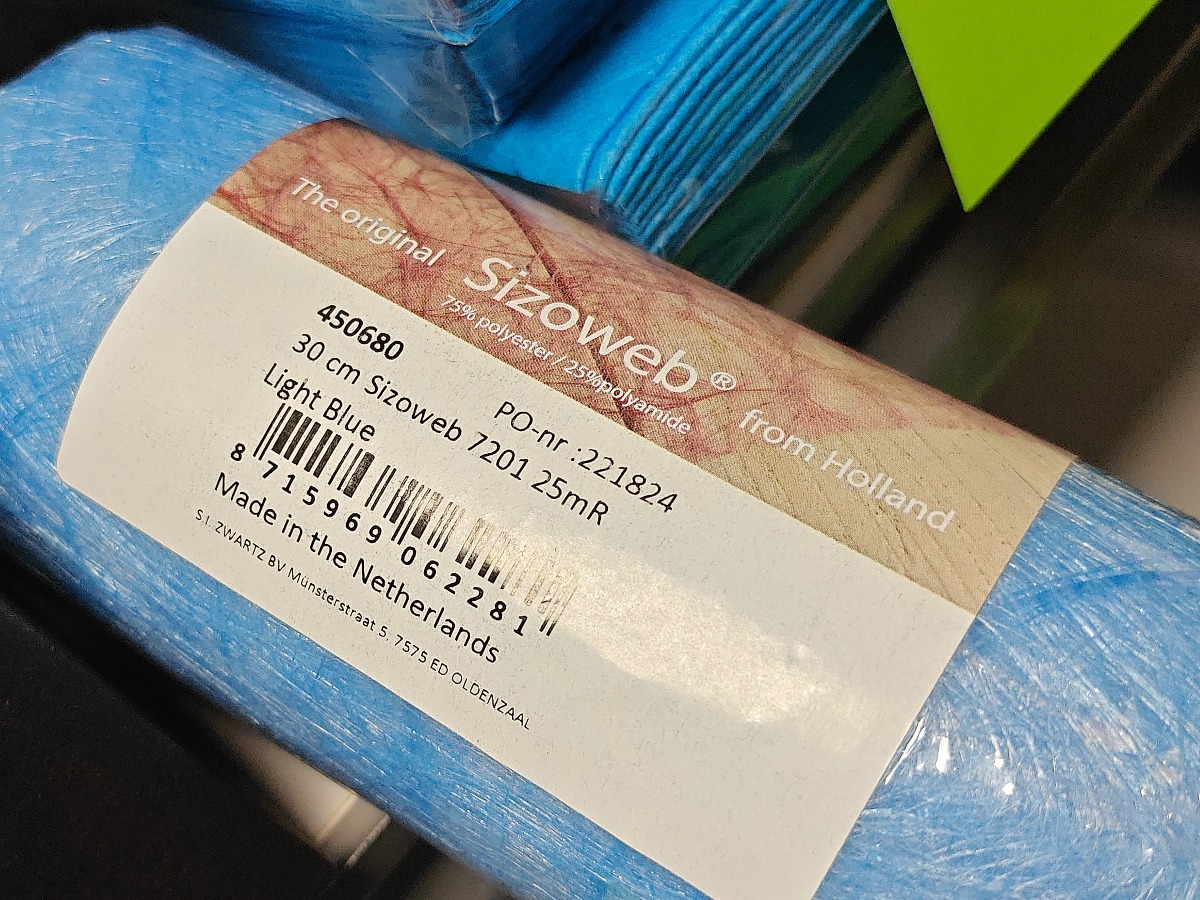 The original Sizoweb® from Holland
75% polyester / 25%polyamide
450680
PO-nr :221824
30 cm Sizoweb 7201 25mR
Light Blue
8 715969 062281
Made in the Netherlands
S.I. ZWARTZ BV Münsterstraat 5, 7575 ED OLDENZAAL